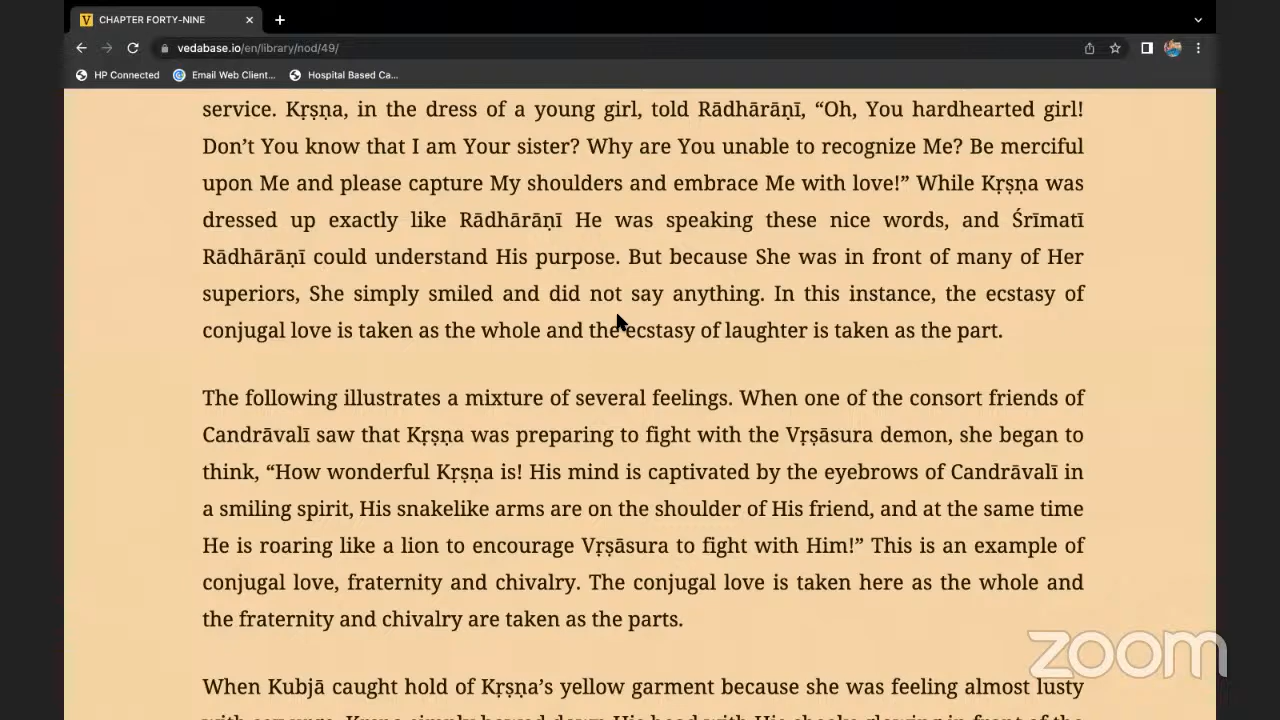 CHAPTER FORTY-NINE
vedabase.io/en/library/nod/49/
HP Connected Email Web Client... Hospital Based Ca...
service. Kṛṣṇa, in the dress of a young girl, told Rādhārāṇī, “Oh, You hardhearted girl!
Don’t You know that I am Your sister? Why are You unable to recognize Me? Be merciful
upon Me and please capture My shoulders and embrace Me with love!” While Kṛṣṇa was
dressed up exactly like Rādhārāṇī He was speaking these nice words, and Śrīmatī
Rādhārāṇī could understand His purpose. But because She was in front of many of Her
superiors, She simply smiled and did not say anything. In this instance, the ecstasy of
conjugal love is taken as the whole and the ecstasy of laughter is taken as the part.
The following illustrates a mixture of several feelings. When one of the consort friends of
Candrāvalī saw that Kṛṣṇa was preparing to fight with the Vṛṣāsura demon, she began to
think, “How wonderful Kṛṣṇa is! His mind is captivated by the eyebrows of Candrāvalī in
a smiling spirit, His snakelike arms are on the shoulder of His friend, and at the same time
He is roaring like a lion to encourage Vṛṣāsura to fight with Him!” This is an example of
conjugal love, fraternity and chivalry. The conjugal love is taken here as the whole and
the fraternity and chivalry are taken as the parts.
zoom
When Kubjā caught hold of Kṛṣṇa’s yellow garment because she was feeling almost lusty